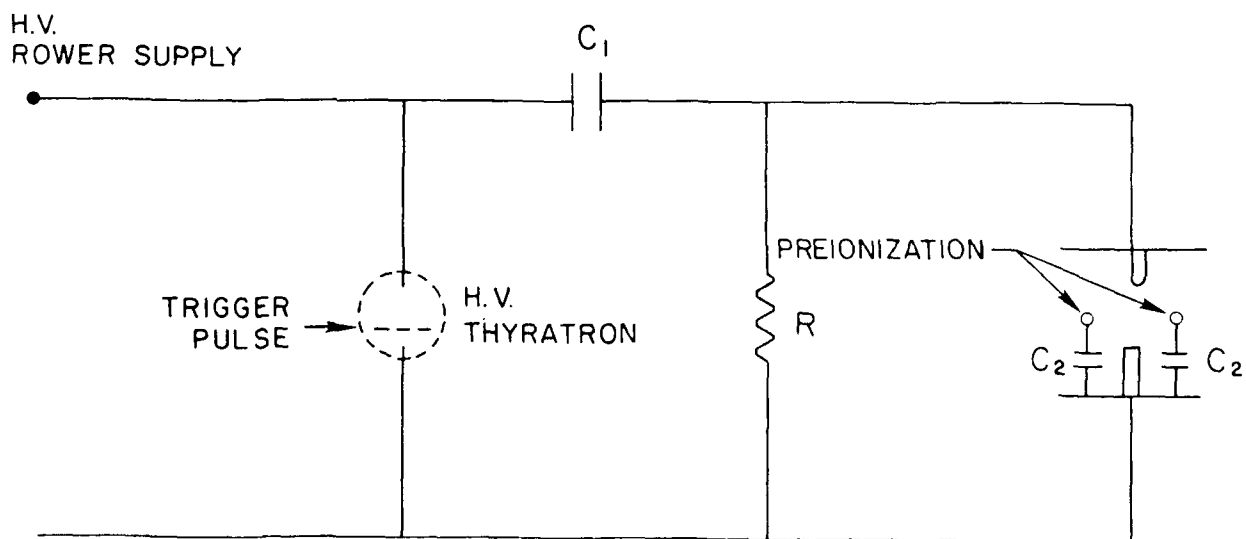 H.V.
ROWER SUPPLY
C1
PREIONIZATION
TRIGGER
PULSE
H.V.
THYRATRON
R
C2
C2